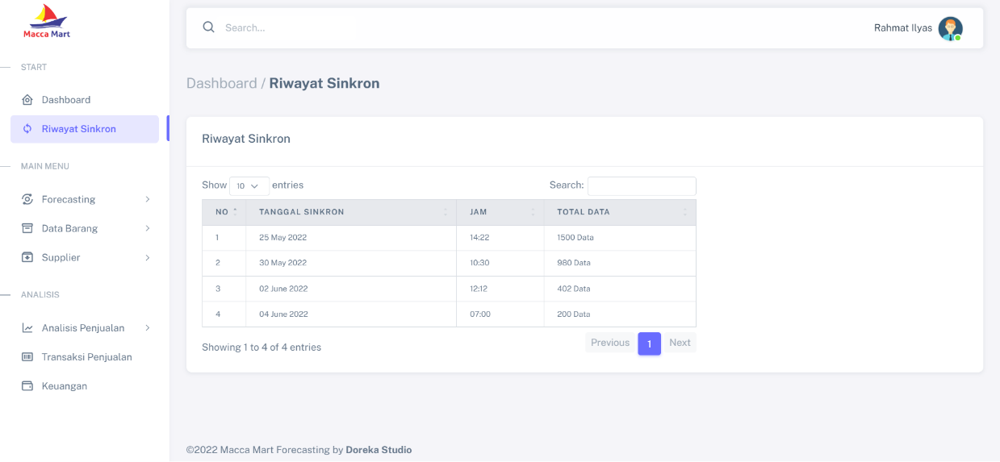 Macca Mart
START
Dashboard
Riwayat Sinkron
MAIN MENU
Forecasting
Data Barang
Supplier
ANALISIS
Analisis Penjualan
Transaksi Penjualan
Keuangan
Search...
Rahmat Ilyas
Dashboard / Riwayat Sinkron
Riwayat Sinkron
Show 10 entries Search:
NO TANGGAL SINKRON JAM TOTAL DATA
1 25 May 2022 14:22 1500 Data
2 30 May 2022 10:30 980 Data
3 02 June 2022 12:12 402 Data
4 04 June 2022 07:00 200 Data
Showing 1 to 4 of 4 entries Previous 1 Next
©2022 Macca Mart Forecasting by Doreka Studio